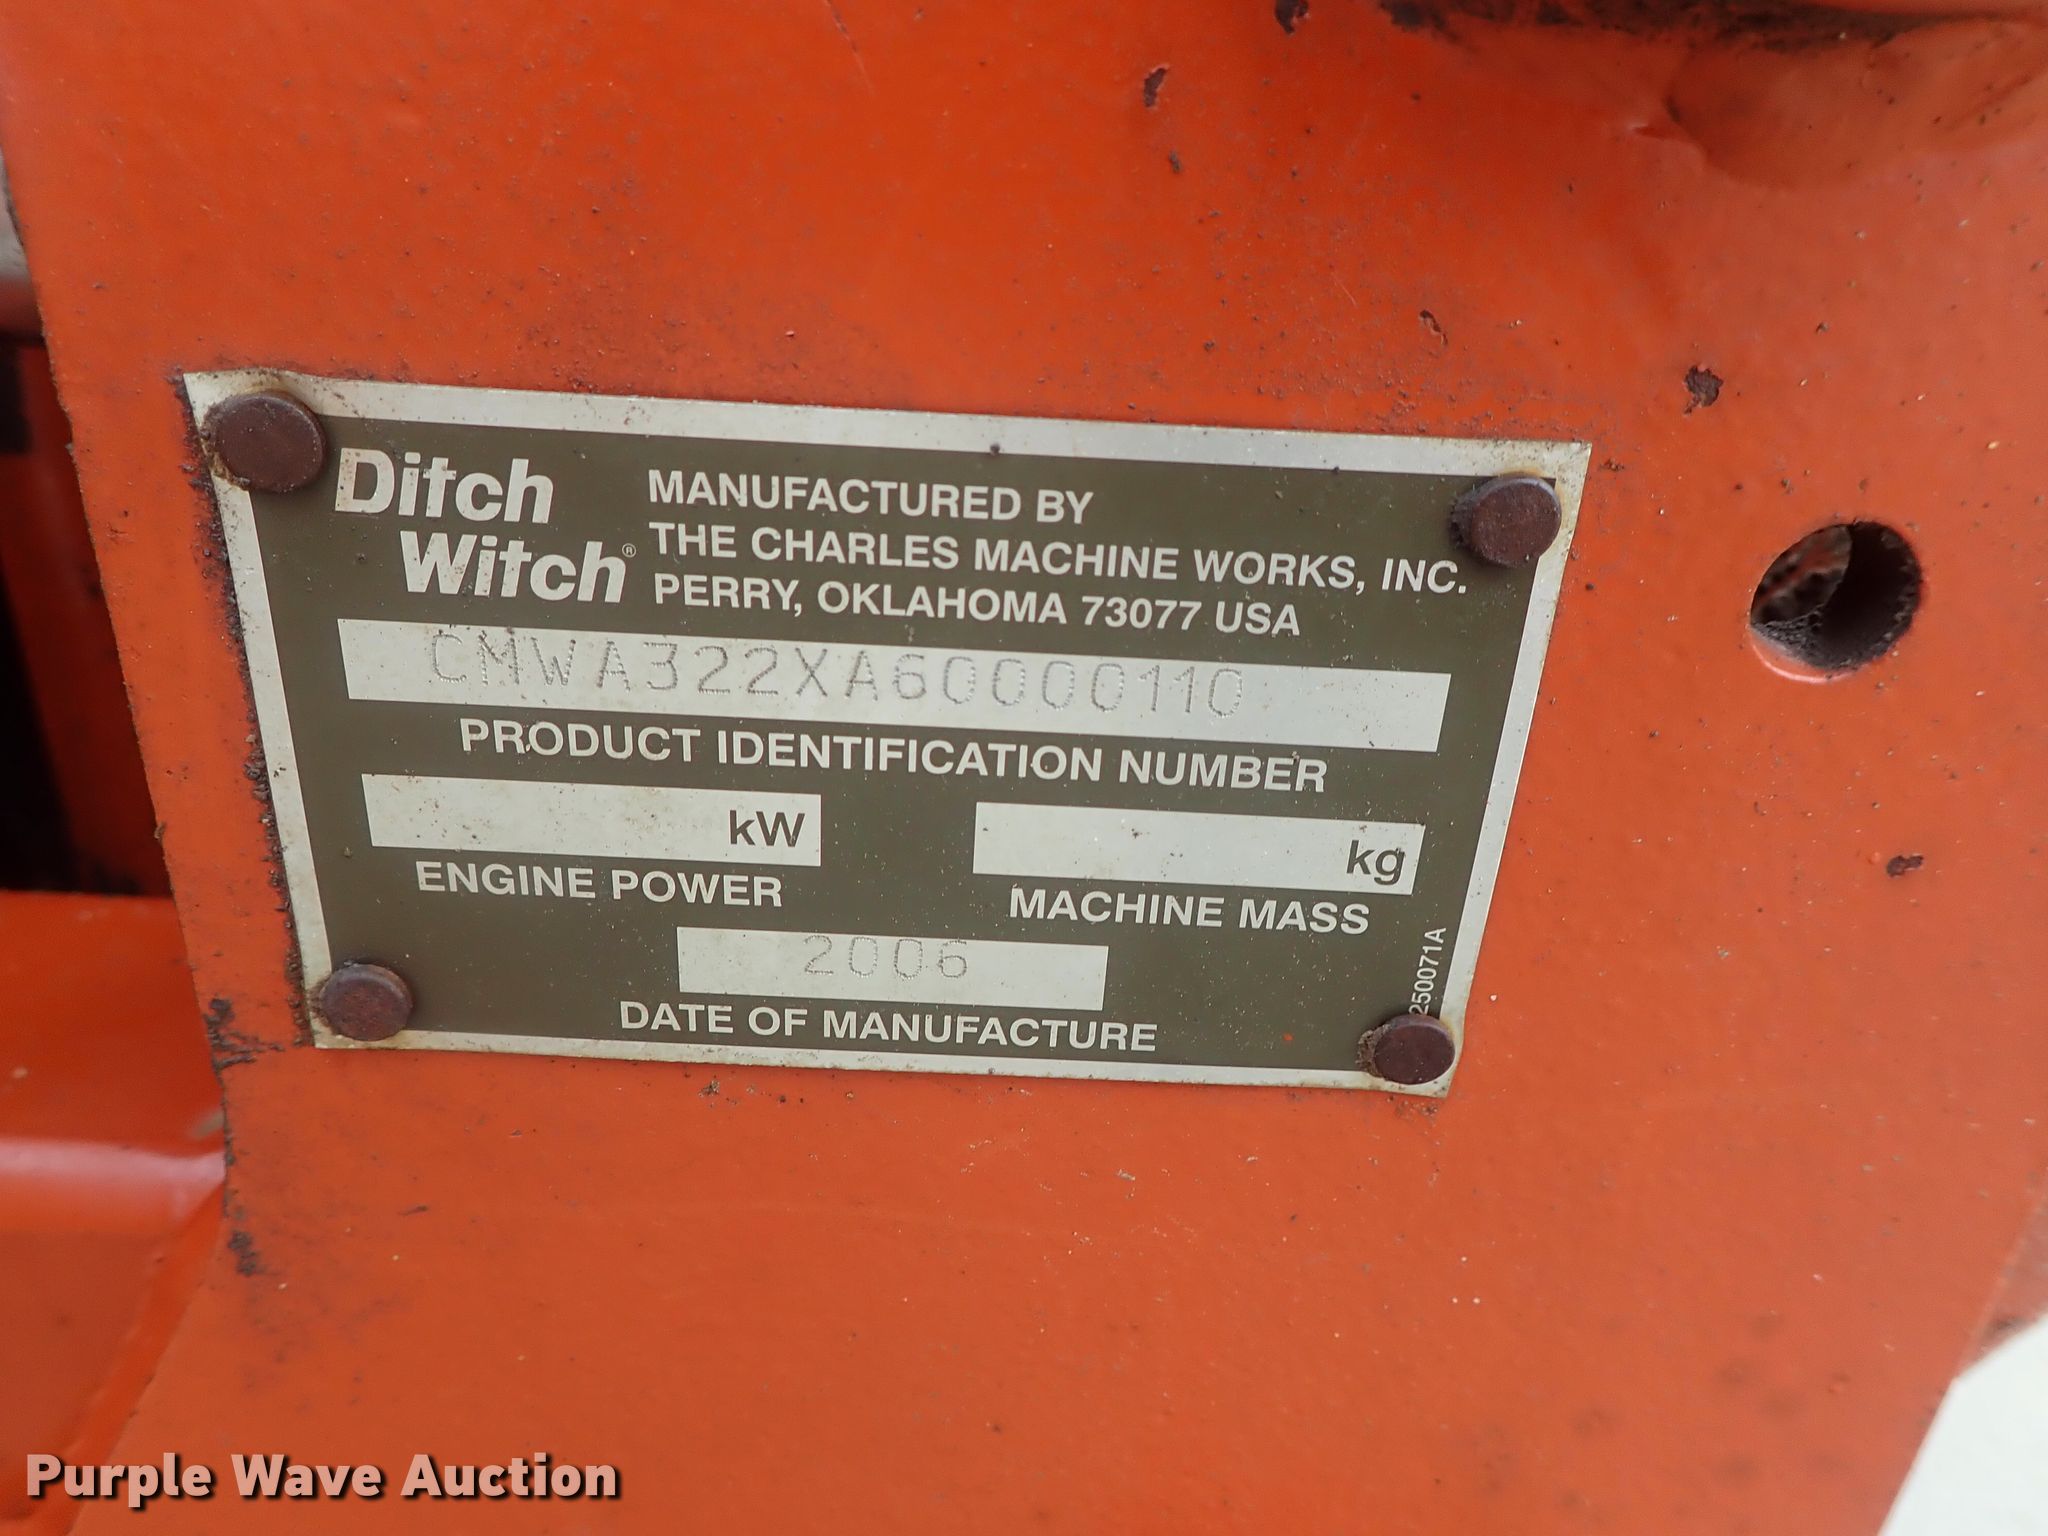 Ditch
Witch®
MANUFACTURED BY
THE CHARLES MACHINE WORKS, INC.
PERRY, OKLAHOMA 73077 USA
CMWA322XA60000110
PRODUCT IDENTIFICATION NUMBER
kW
ENGINE POWER
kg
MACHINE MASS
2006
DATE OF MANUFACTURE
250071A
Purple Wave Auction